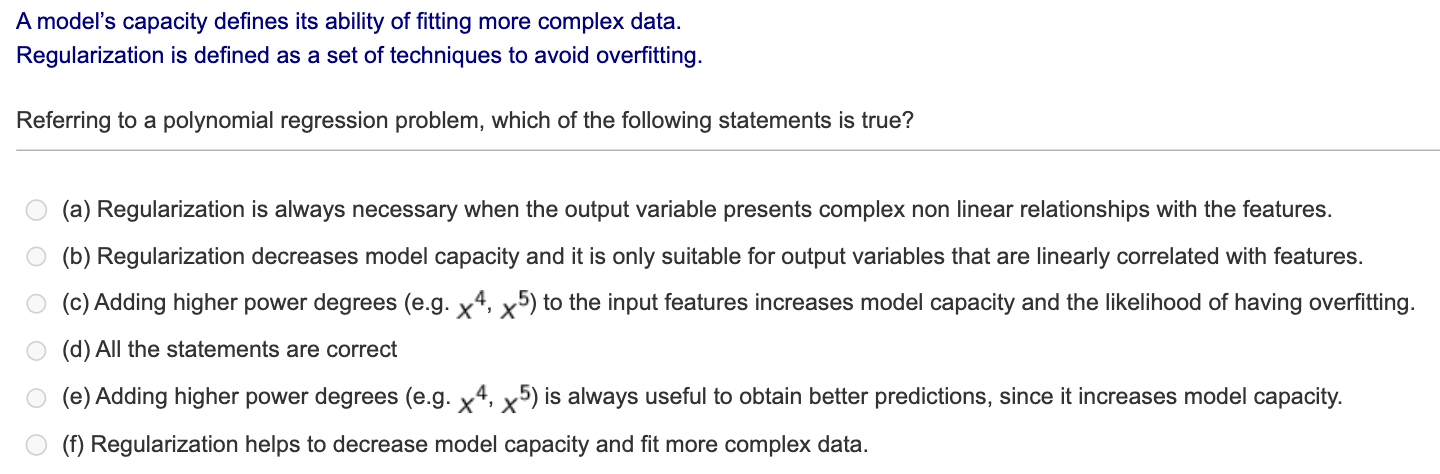 A model’s capacity defines its ability of fitting more complex data.
Regularization is defined as a set of techniques to avoid overfitting.
Referring to a polynomial regression problem, which of the following statements is true?
(a) Regularization is always necessary when the output variable presents complex non linear relationships with the features.
(b) Regularization decreases model capacity and it is only suitable for output variables that are linearly correlated with features.
(c) Adding higher power degrees (e.g. x⁴, x⁵) to the input features increases model capacity and the likelihood of having overfitting.
(d) All the statements are correct
(e) Adding higher power degrees (e.g. x⁴, x⁵) is always useful to obtain better predictions, since it increases model capacity.
(f) Regularization helps to decrease model capacity and fit more complex data.